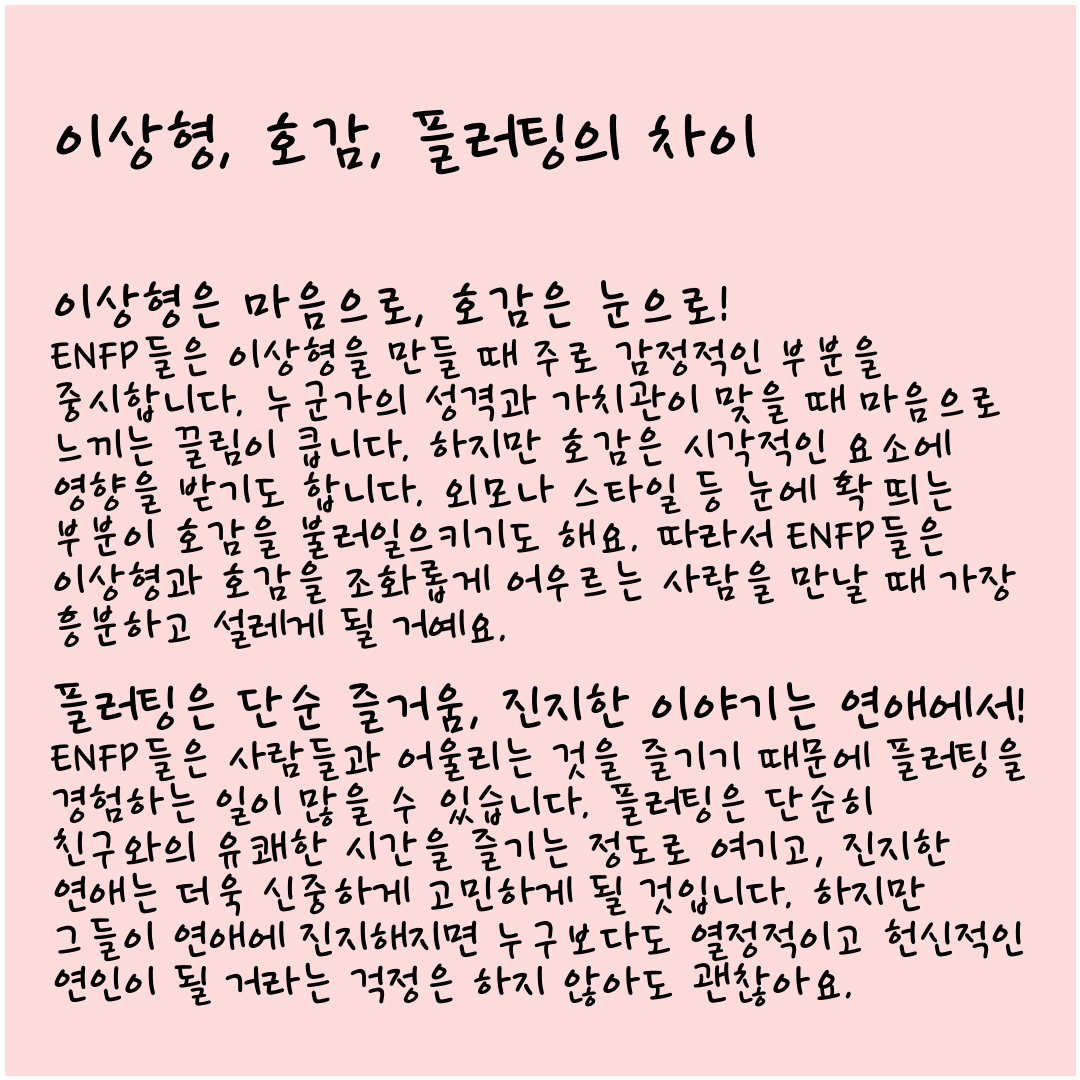 이상형, 호감, 플러팅의 차이
이상형은 마음으로, 호감은 눈으로!
ENFP들은 이상형을 만들 때 주로 감정적인 부분을
중시합니다. 누군가의 성격과 가치관이 맞을 때 마음으로
느끼는 끌림이 큽니다. 하지만 호감은 시각적인 요소에
영향을 받기도 합니다. 외모나 스타일 등 눈에 확 띄는
부분이 호감을 불러일으키기도 해요. 따라서 ENFP들은
이상형과 호감을 조화롭게 어우르는 사람을 만날 때 가장
흥분하고 설레게 될 거예요.
플러팅은 단순 즐거움, 진지한 이야기는 연애에서!
ENFP들은 사람들과 어울리는 것을 즐기기 때문에 플러팅을
경험하는 일이 많을 수 있습니다. 플러팅은 단순히
친구와의 유쾌한 시간을 즐기는 정도로 여기고, 진지한
연애는 더욱 신중하게 고민하게 될 것입니다. 하지만
그들이 연애에 진지해지면 누구보다도 열정적이고 헌신적인
연인이 될 거라는 걱정은 하지 않아도 괜찮아요.